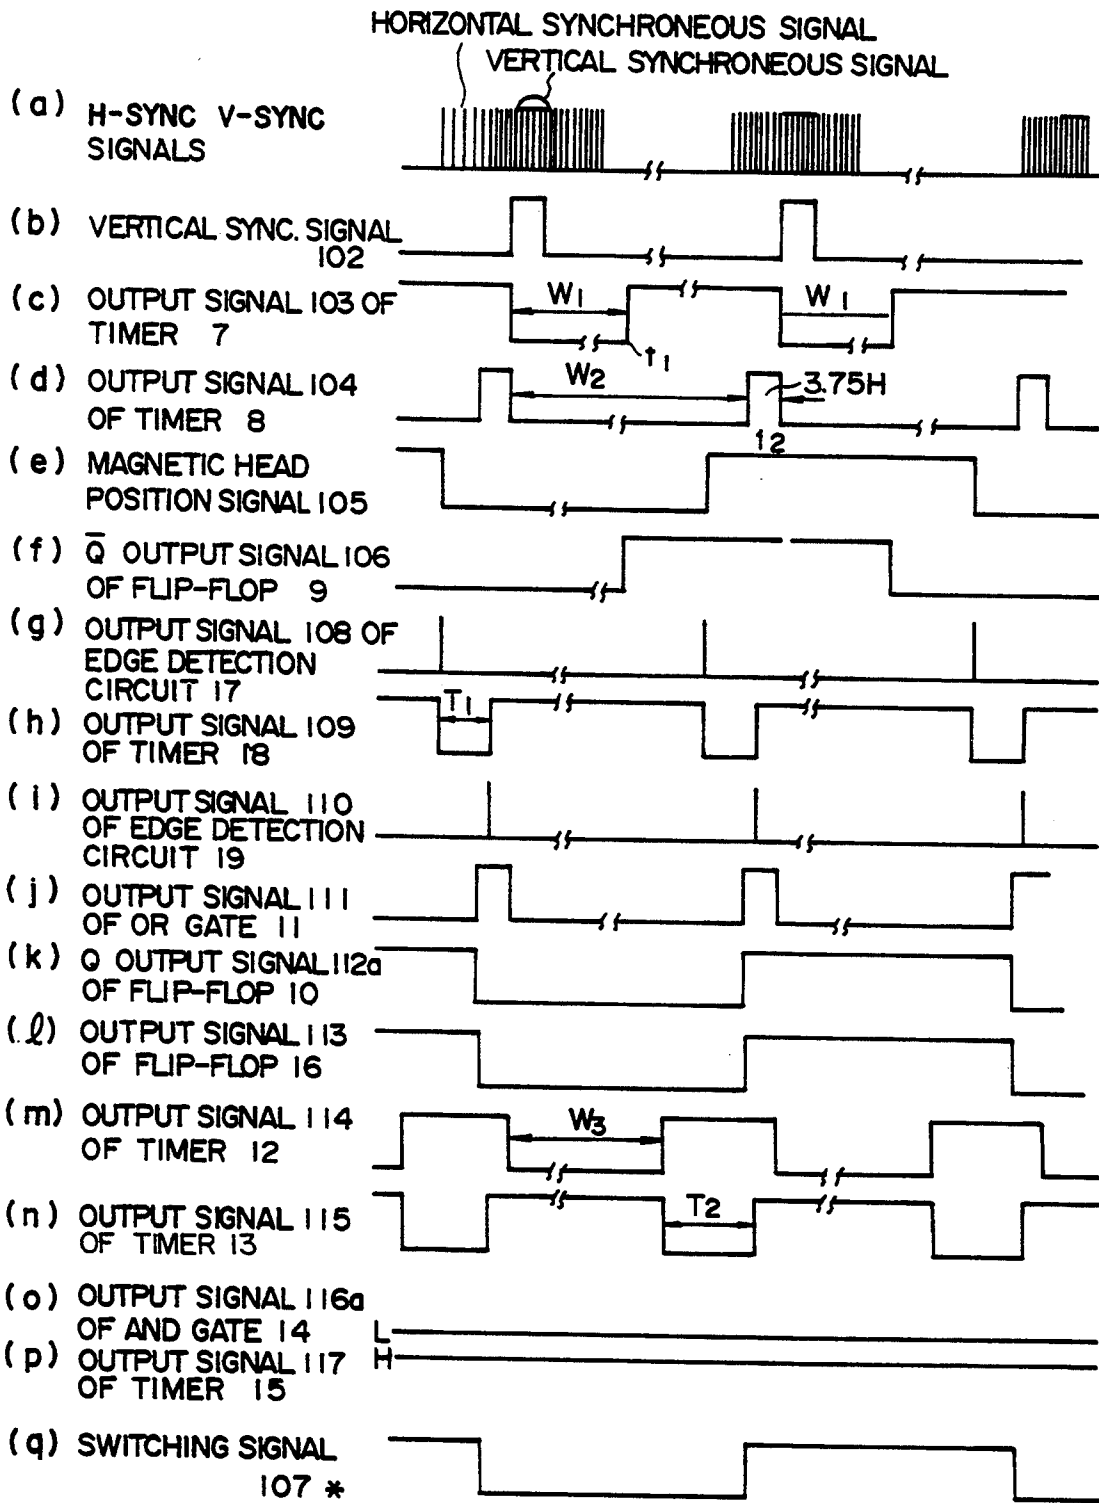 HORIZONTAL SYNCHRONEOUS SIGNAL
VERTICAL SYNCHRONEOUS SIGNAL
(a) H-SYNC V-SYNC
SIGNALS
(b) VERTICAL SYNC. SIGNAL
102
(c) OUTPUT SIGNAL 103 OF
TIMER 7
W1
W1
t1
(d) OUTPUT SIGNAL 104
OF TIMER 8
W2
3.75H
t2
(e) MAGNETIC HEAD
POSITION SIGNAL 105
(f) Q̅ OUTPUT SIGNAL 106
OF FLIP-FLOP 9
(g) OUTPUT SIGNAL 108 OF
EDGE DETECTION
CIRCUIT 17
(h) OUTPUT SIGNAL 109
OF TIMER 18
T1
(i) OUTPUT SIGNAL 110
OF EDGE DETECTION
CIRCUIT 19
(j) OUTPUT SIGNAL 111
OF OR GATE 11
(k) Q OUTPUT SIGNAL 112a
OF FLIP-FLOP 10
(.l) OUTPUT SIGNAL 113
OF FLIP-FLOP 16
(m) OUTPUT SIGNAL 114
OF TIMER 12
W3
(n) OUTPUT SIGNAL 115
OF TIMER 13
T2
(o) OUTPUT SIGNAL 116a
OF AND GATE 14 L
(p) OUTPUT SIGNAL 117 H
OF TIMER 15
(q) SWITCHING SIGNAL
107 *